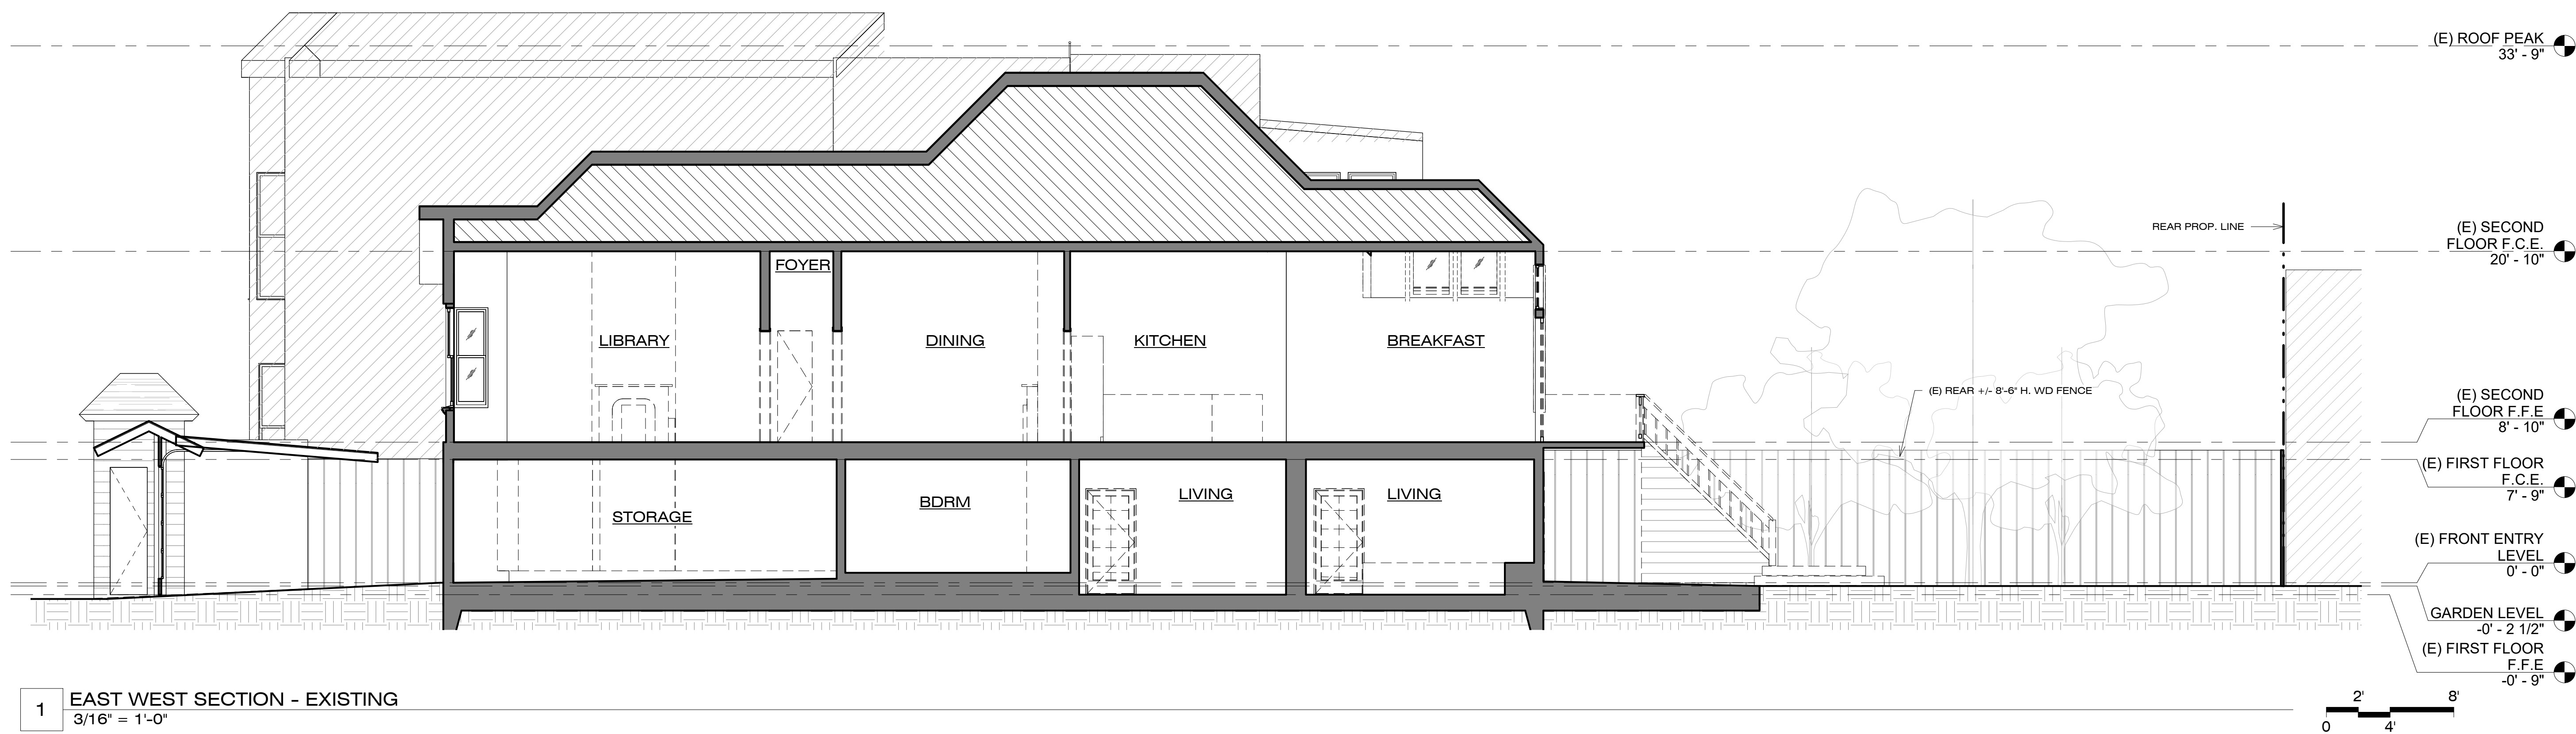 (E) ROOF PEAK
33' - 9"
(E) SECOND
FLOOR F.C.E.
20' - 10"
REAR PROP. LINE
FOYER
LIBRARY
DINING
KITCHEN
BREAKFAST
(E) REAR +/- 8'-6" H. WD FENCE
(E) SECOND
FLOOR F.F.E
8' - 10"
(E) FIRST FLOOR
F.C.E.
7' - 9"
STORAGE
BDRM
LIVING
LIVING
(E) FRONT ENTRY
LEVEL
0' - 0"
GARDEN LEVEL
-0' - 2 1/2"
(E) FIRST FLOOR
F.F.E
-0' - 9"
1
EAST WEST SECTION - EXISTING
3/16" = 1'-0"
2'
8'
0
4'